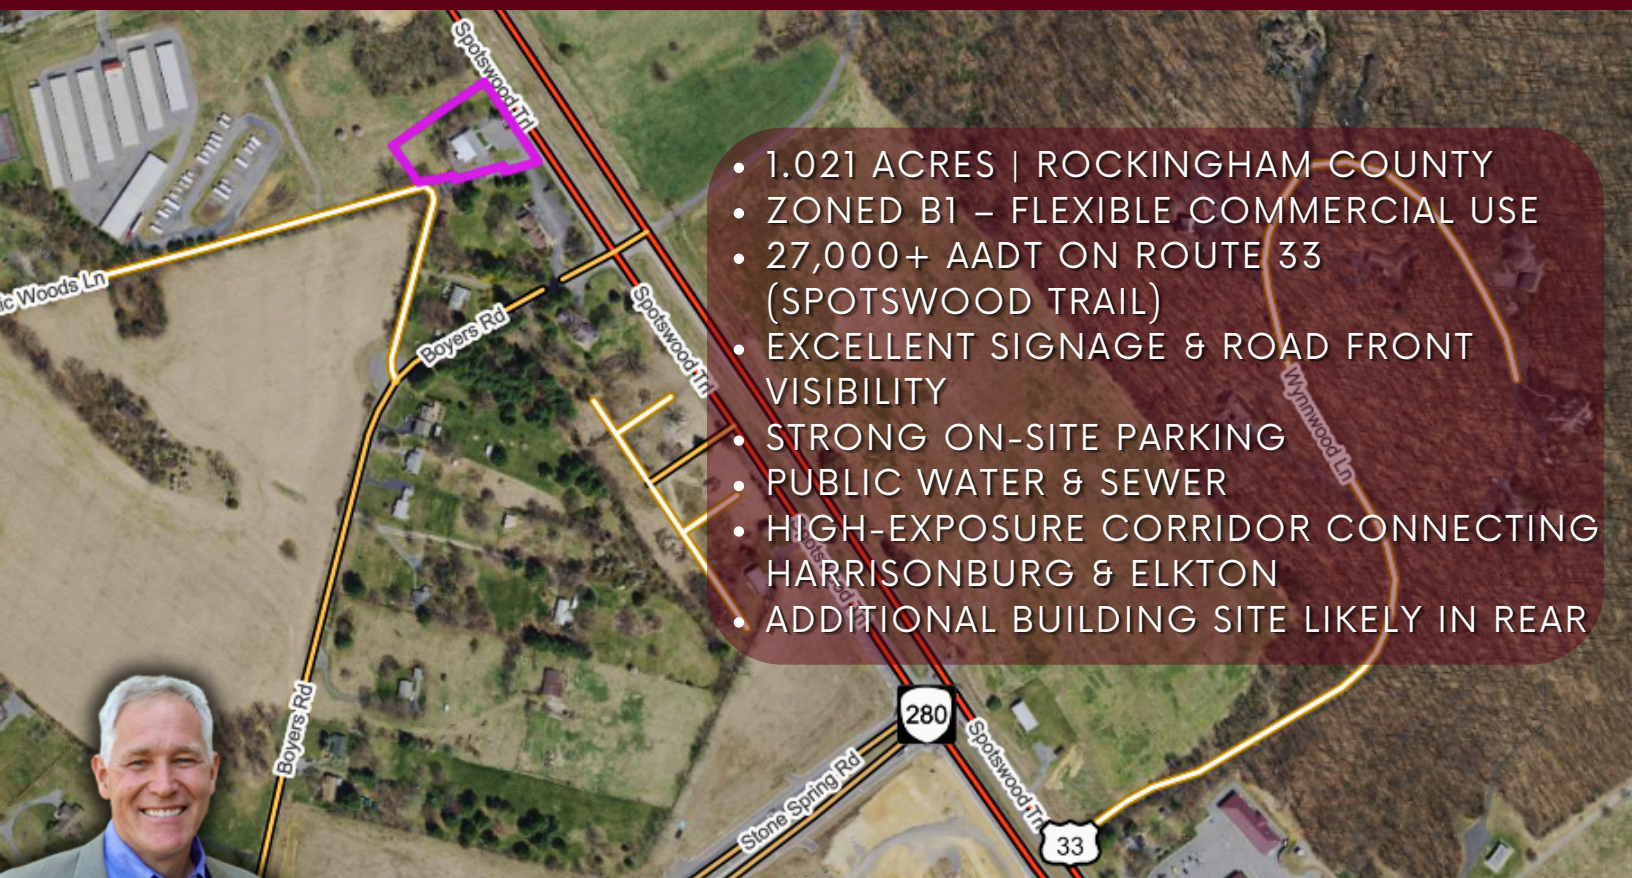 Spotswood Trl
• 1.021 ACRES | ROCKINGHAM COUNTY
• ZONED B1 – FLEXIBLE COMMERCIAL USE
• 27,000+ AADT ON ROUTE 33
(SPOTSWOOD TRAIL)
• EXCELLENT SIGNAGE & ROAD FRONT
VISIBILITY
• STRONG ON-SITE PARKING
• PUBLIC WATER & SEWER
• HIGH-EXPOSURE CORRIDOR CONNECTING
HARRISONBURG & ELKTON
• ADDITIONAL BUILDING SITE LIKELY IN REAR
ic Woods Ln
Boyers Rd
Spotswood Trl
Wynnwood Ln
Spotswood Trl
Boyers Rd
280
Stone Spring Rd
Spotswood Trl
33